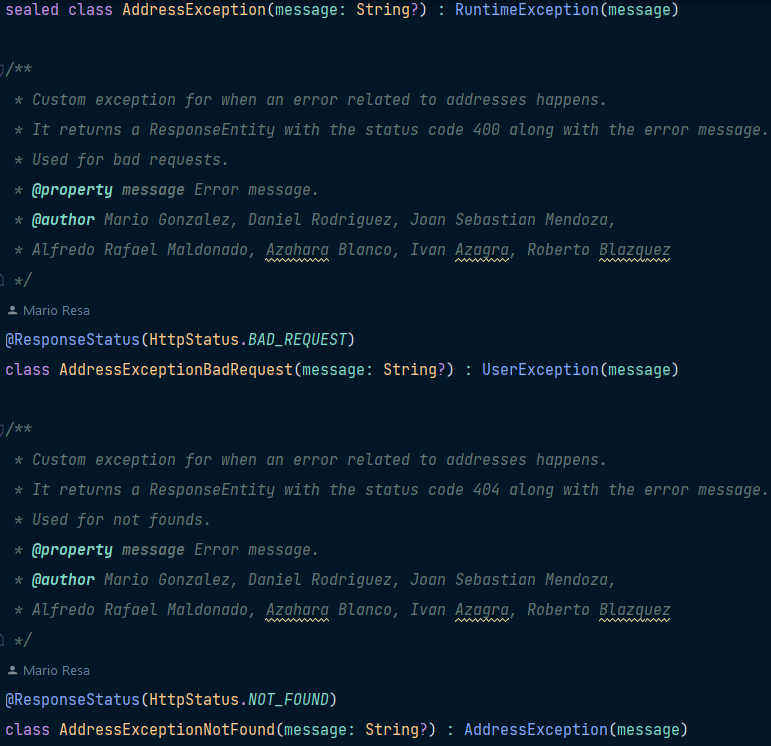 sealed class AddressException(message: String?) : RuntimeException(message)
/**
* Custom exception for when an error related to addresses happens.
* It returns a ResponseEntity with the status code 400 along with the error message.
* Used for bad requests.
* @property message Error message.
* @author Mario Gonzalez, Daniel Rodriguez, Joan Sebastian Mendoza,
* Alfredo Rafael Maldonado, Azahara Blanco, Ivan Azagra, Roberto Blazquez
*/
Mario Resa
@ResponseStatus(HttpStatus.BAD_REQUEST)
class AddressExceptionBadRequest(message: String?) : UserException(message)
/**
* Custom exception for when an error related to addresses happens.
* It returns a ResponseEntity with the status code 404 along with the error message.
* Used for not founds.
* @property message Error message.
* @author Mario Gonzalez, Daniel Rodriguez, Joan Sebastian Mendoza,
* Alfredo Rafael Maldonado, Azahara Blanco, Ivan Azagra, Roberto Blazquez
*/
Mario Resa
@ResponseStatus(HttpStatus.NOT_FOUND)
class AddressExceptionNotFound(message: String?) : AddressException(message)